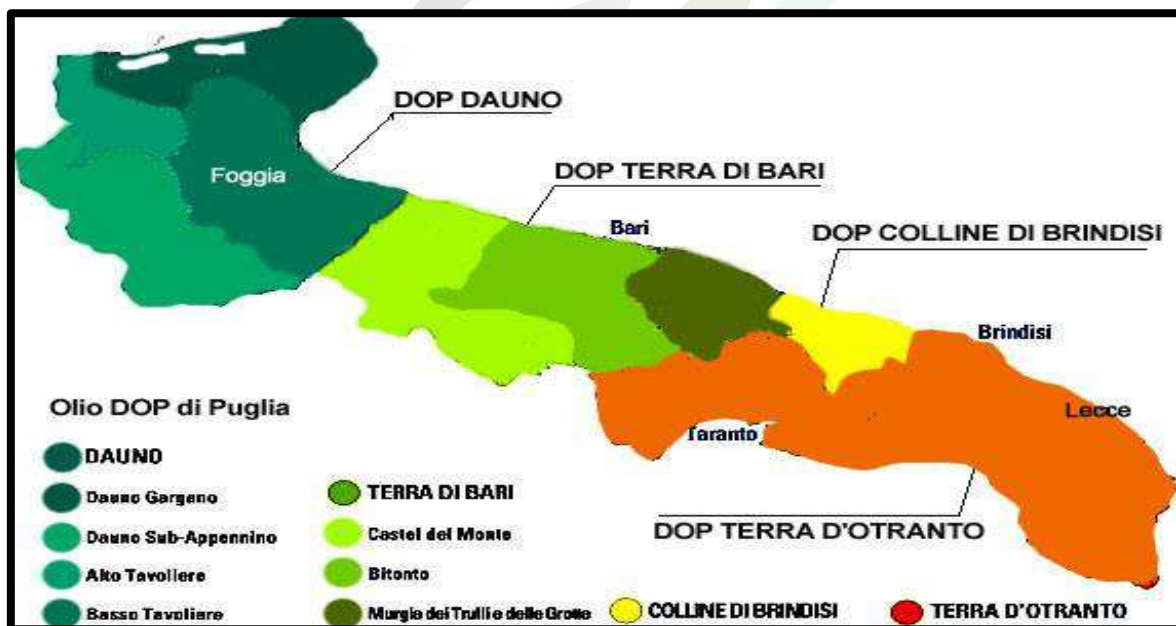 DOP DAUNO
Foggia
DOP TERRA DI BARI
Bari
DOP COLLINE DI BRINDISI
Brindisi
Lecce
Taranto
DOP TERRA D'OTRANTO
Olio DOP di Puglia
DAUNO
Dauno Gargano
Dauno Sub-Appennino
Alto Tavoliere
Basso Tavoliere
TERRA DI BARI
Castel del Monte
Bitonto
Murgia dei Trulli e delle Grotte
COLLINE DI BRINDISI
TERRA D'OTRANTO